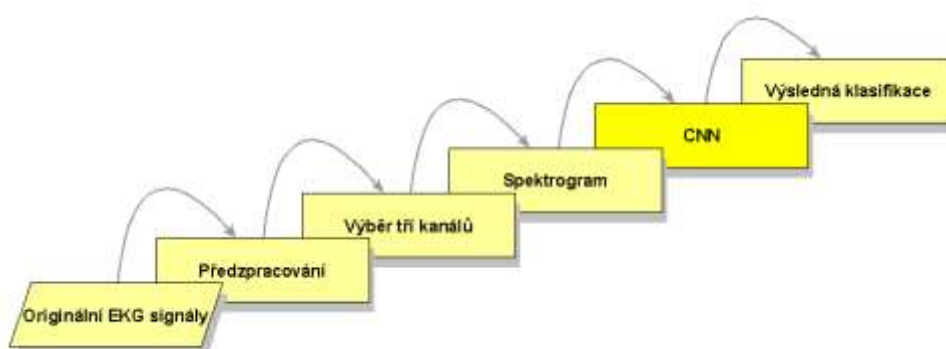 Originální EKG signály
Předzpracování
Výběr tří kanálů
Spektrogram
CNN
Výsledná klasifikace